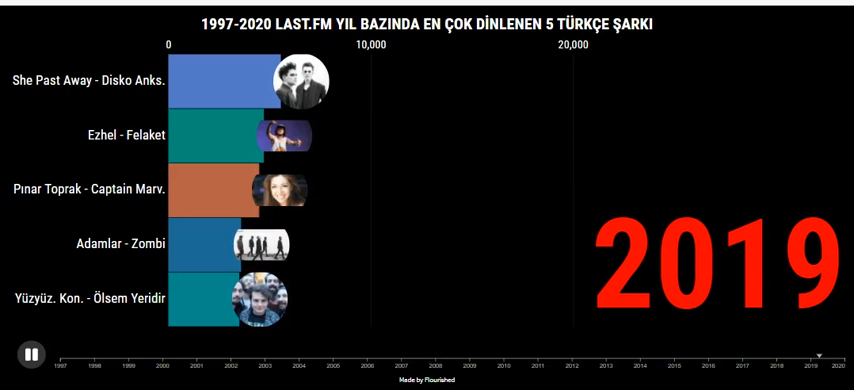 1997-2020 LAST.FM YIL BAZINDA EN ÇOK DİNLENEN 5 TÜRKÇE ŞARKI
0 10,000 20,000
She Past Away - Disko Anks.
Ezhel - Felaket
Pınar Toprak - Captain Marv.
Adamlar - Zombi
Yüzyüz. Kon. - Ölsem Yeridir
2019
1997 1998 1999 2000 2001 2002 2003 2004 2005 2006 2007 2008 2009 2010 2011 2012 2013 2014 2015 2016 2017 2018 2019 2020
Made by Flourished